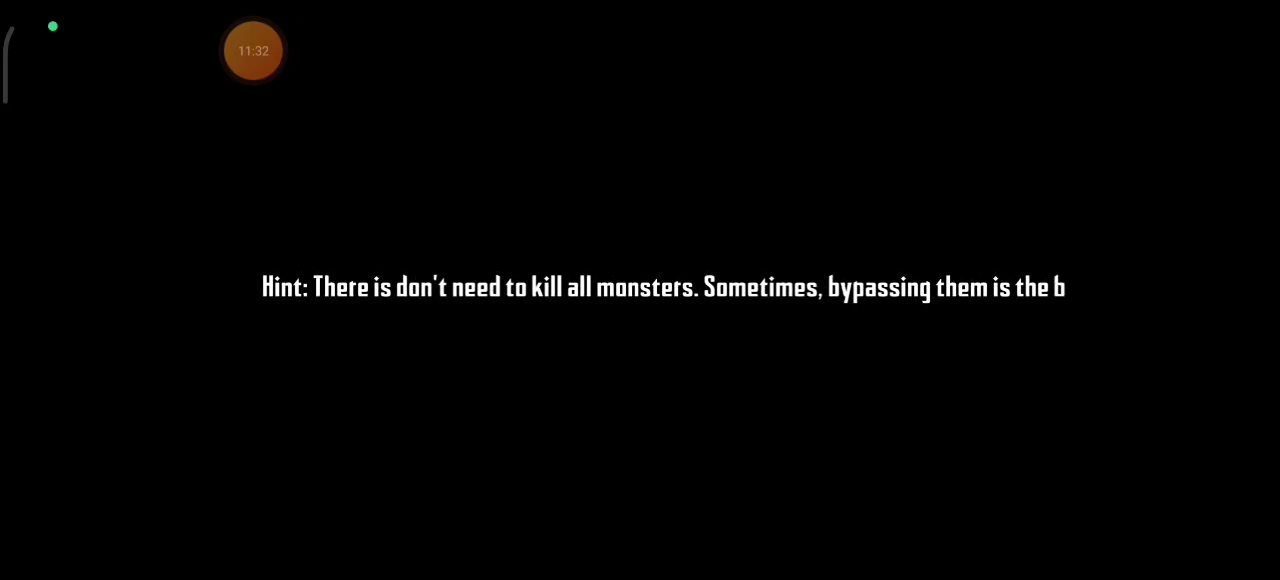 11:32
Hint: There is don't need to kill all monsters. Sometimes, bypassing them is the b